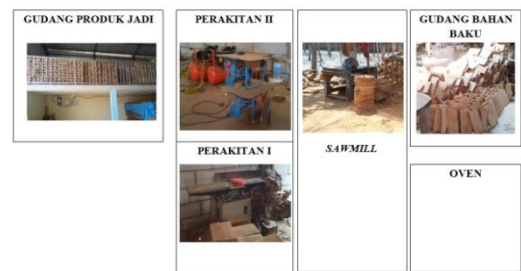 GUDANG PRODUK JADI
PERAKITAN II
GUDANG BAHAN
BAKU
PERAKITAN I
SAWMILL
OVEN